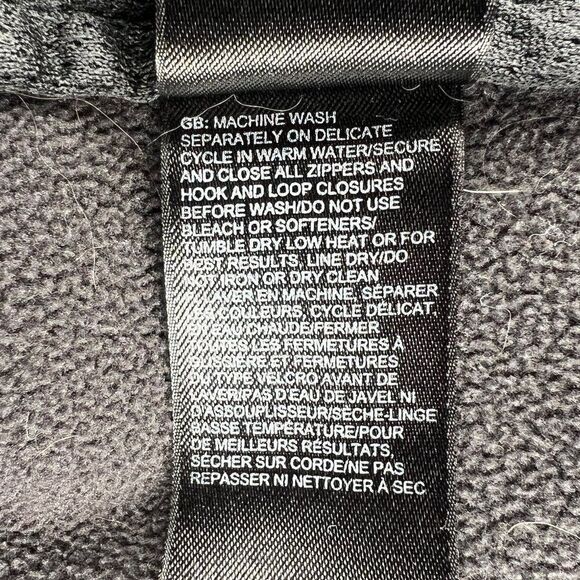 GB: MACHINE WASH
SEPARATELY ON DELICATE
CYCLE IN WARM WATER/SECURE
AND CLOSE ALL ZIPPERS AND
HOOK AND LOOP CLOSURES
BEFORE WASH/DO NOT USE
BLEACH OR SOFTENERS/
TUMBLE DRY LOW HEAT OR FOR
BEST RESULTS, LINE DRY/DO
OR DRY CLEAN
LAVER EN MACHINE, SÉPARER
COULEURS, CYCLE DÉLICAT,
EAU CHAUDE/FERMER
FERMETURES À
ET FERMETURES
DU TYPE VELCRO AVANT DE
LAVER/PAS D'EAU DE JAVEL NI
D'ASSOUPLISSEUR/SÈCHE-LINGE
BASSE TEMPÉRATURE/POUR
DE MEILLEURS RÉSULTATS,
SÉCHER SUR CORDE/NE PAS
REPASSER NI NETTOYER À SEC